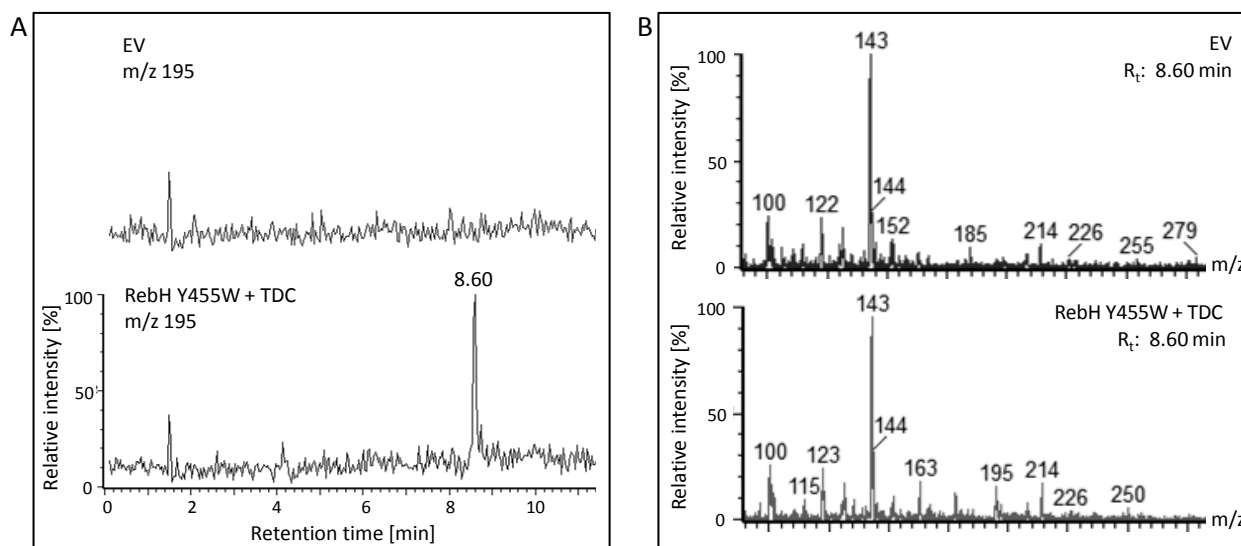 A
EV
m/z 195
RebH Y455W + TDC
m/z 195
8.60
100
50
0
Relative intensity [%]
0 2 4 6 8 10
Retention time [min]
B
EV
Rt: 8.60 min
100
50
0
Relative intensity [%]
143
100
122
144
152
185
214
226
255
279
m/z
RebH Y455W + TDC
Rt: 8.60 min
100
50
0
Relative intensity [%]
143
144
100
115
123
163
195
214
226
250
m/z